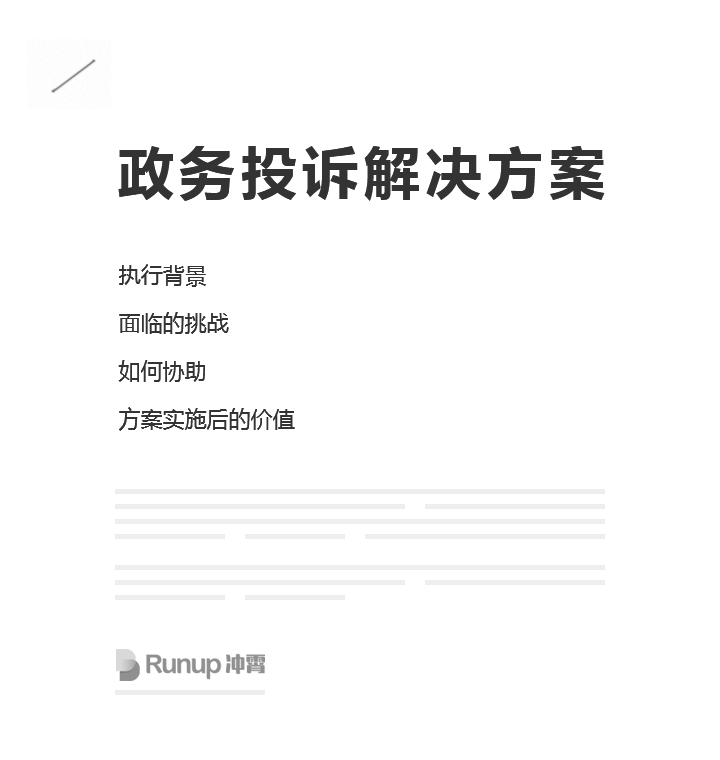 政务投诉解决方案
执行背景
面临的挑战
如何协助
方案实施后的价值
Runup 冲霄